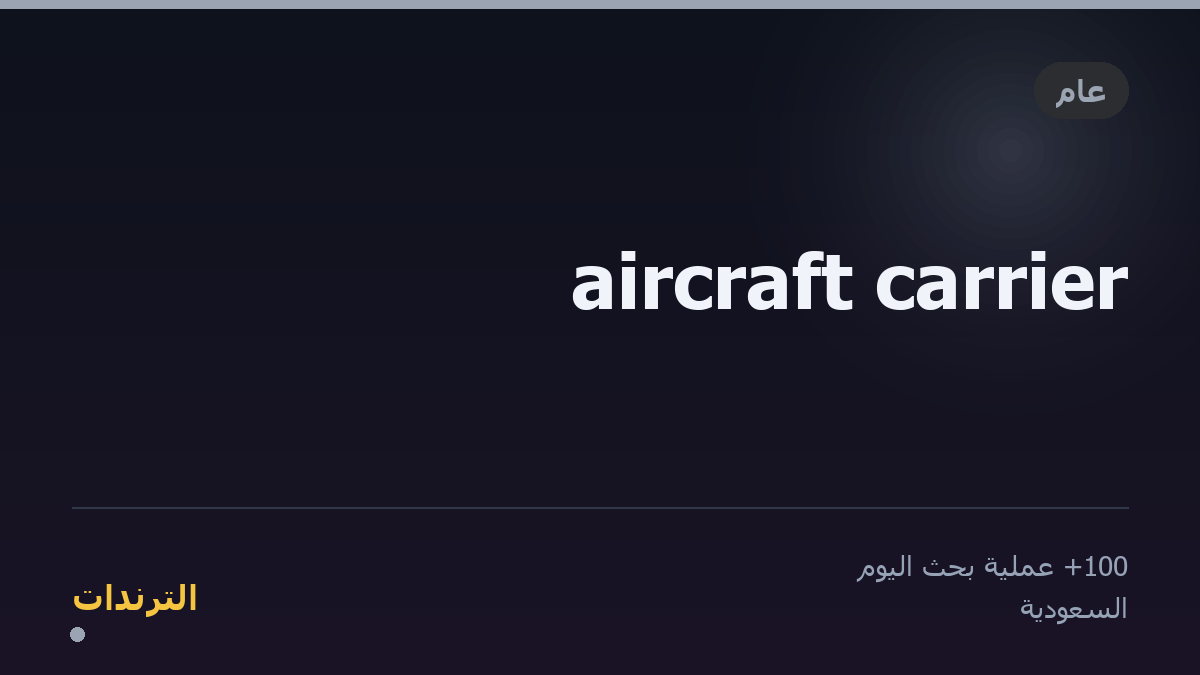 عام
aircraft carrier
100+ عملية بحث اليوم
السعودية
الترندات